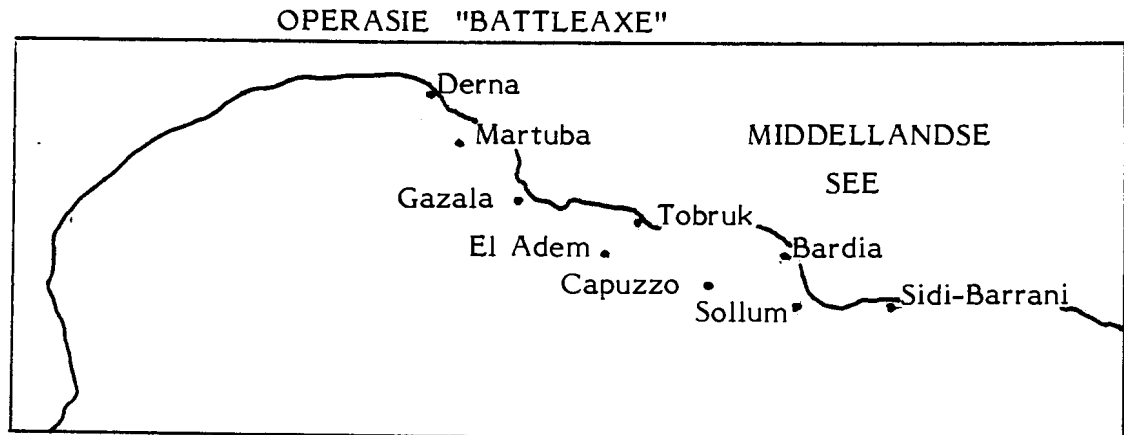 OPERASIE "BATTLEAXE"
Derna
Martuba
MIDDELLANDSE
SEE
Gazala
Tobruk
El Adem
Bardia
Capuzzo
Sollum
Sidi-Barrani